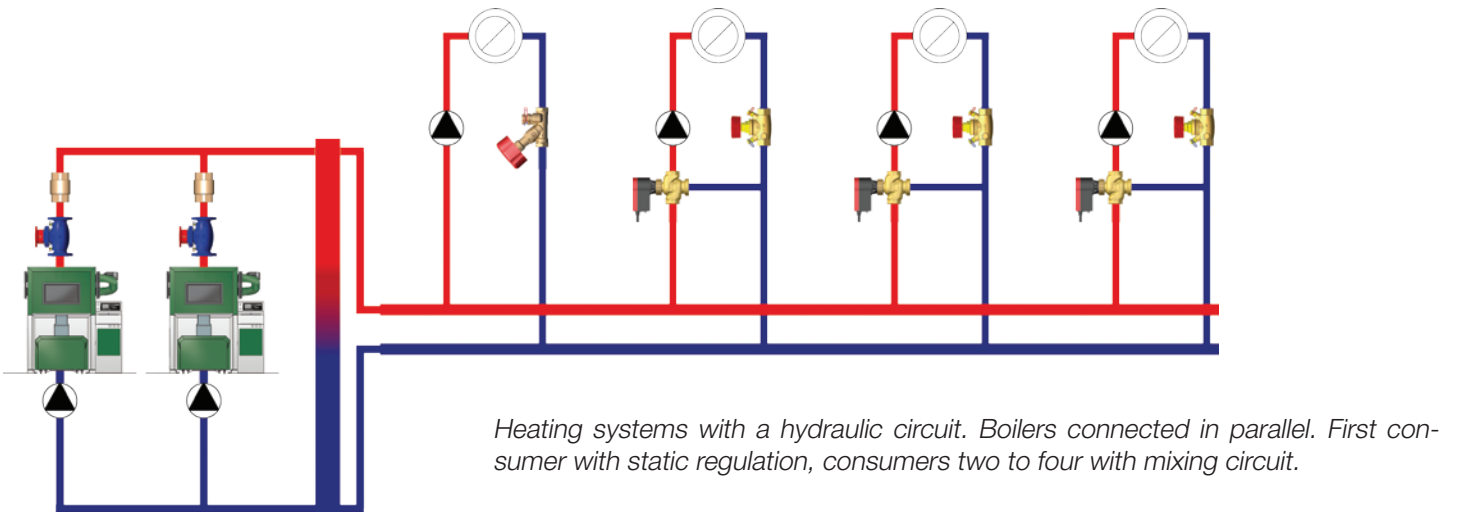 Heating systems with a hydraulic circuit. Boilers connected in parallel. First con-
sumer with static regulation, consumers two to four with mixing circuit.